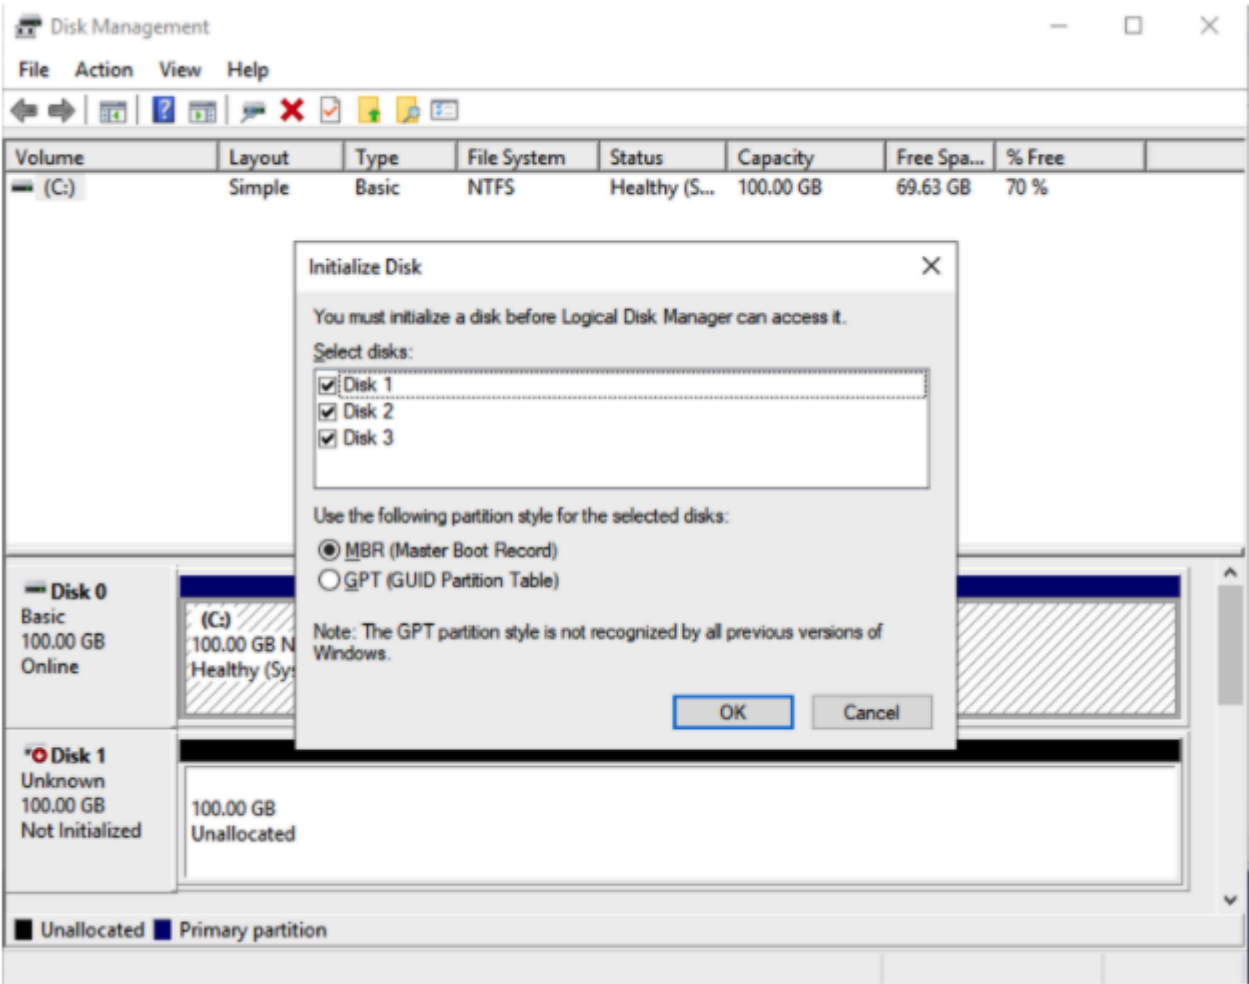 Disk Management
File Action View Help
Volume Layout Type File System Status Capacity Free Spa... % Free
(C:) Simple Basic NTFS Healthy (S... 100.00 GB 69.63 GB 70 %
Initialize Disk
You must initialize a disk before Logical Disk Manager can access it.
Select disks:
Disk 1
Disk 2
Disk 3
Use the following partition style for the selected disks:
MBR (Master Boot Record)
GPT (GUID Partition Table)
Note: The GPT partition style is not recognized by all previous versions of
Windows.
OK Cancel
Disk 0
Basic
100.00 GB
Online
(C:)
100.00 GB N
Healthy (Sys
Disk 1
Unknown
100.00 GB
Not Initialized
100.00 GB
Unallocated
Unallocated Primary partition